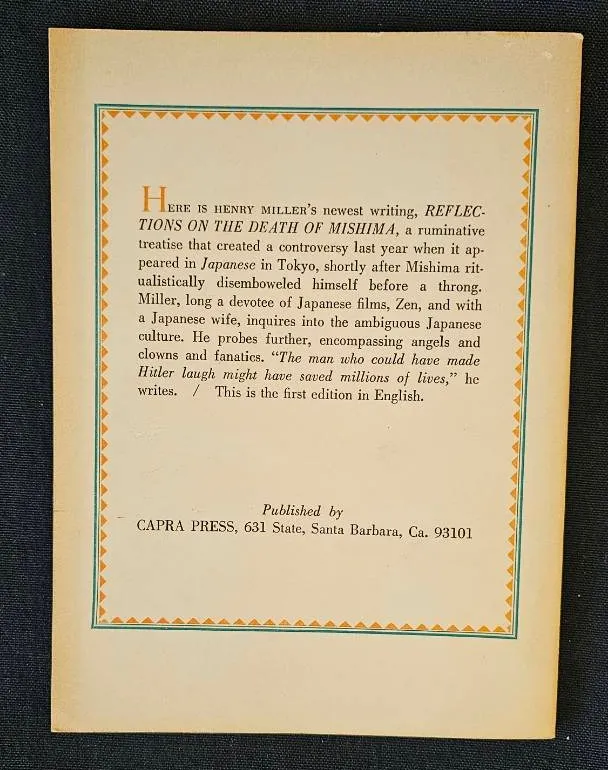 HERE IS HENRY MILLER'S newest writing, REFLEC-
TIONS ON THE DEATH OF MISHIMA, a ruminative
treatise that created a controversy last year when it ap-
peared in Japanese in Tokyo, shortly after Mishima rit-
ualistically disemboweled himself before a throng.
Miller, long a devotee of Japanese films, Zen, and with
a Japanese wife, inquires into the ambiguous Japanese
culture. He probes further, encompassing angels and
clowns and fanatics. "The man who could have made
Hitler laugh might have saved millions of lives," he
writes. / This is the first edition in English.
Published by
CAPRA PRESS, 631 State, Santa Barbara, Ca. 93101